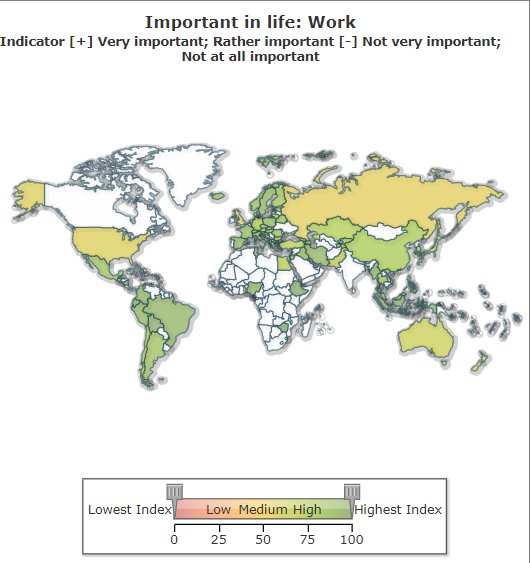 Important in life: Work
Indicator [+] Very important; Rather important [-] Not very important;
Not at all important
Lowest Index Low Medium High Highest Index
0 25 50 75 100